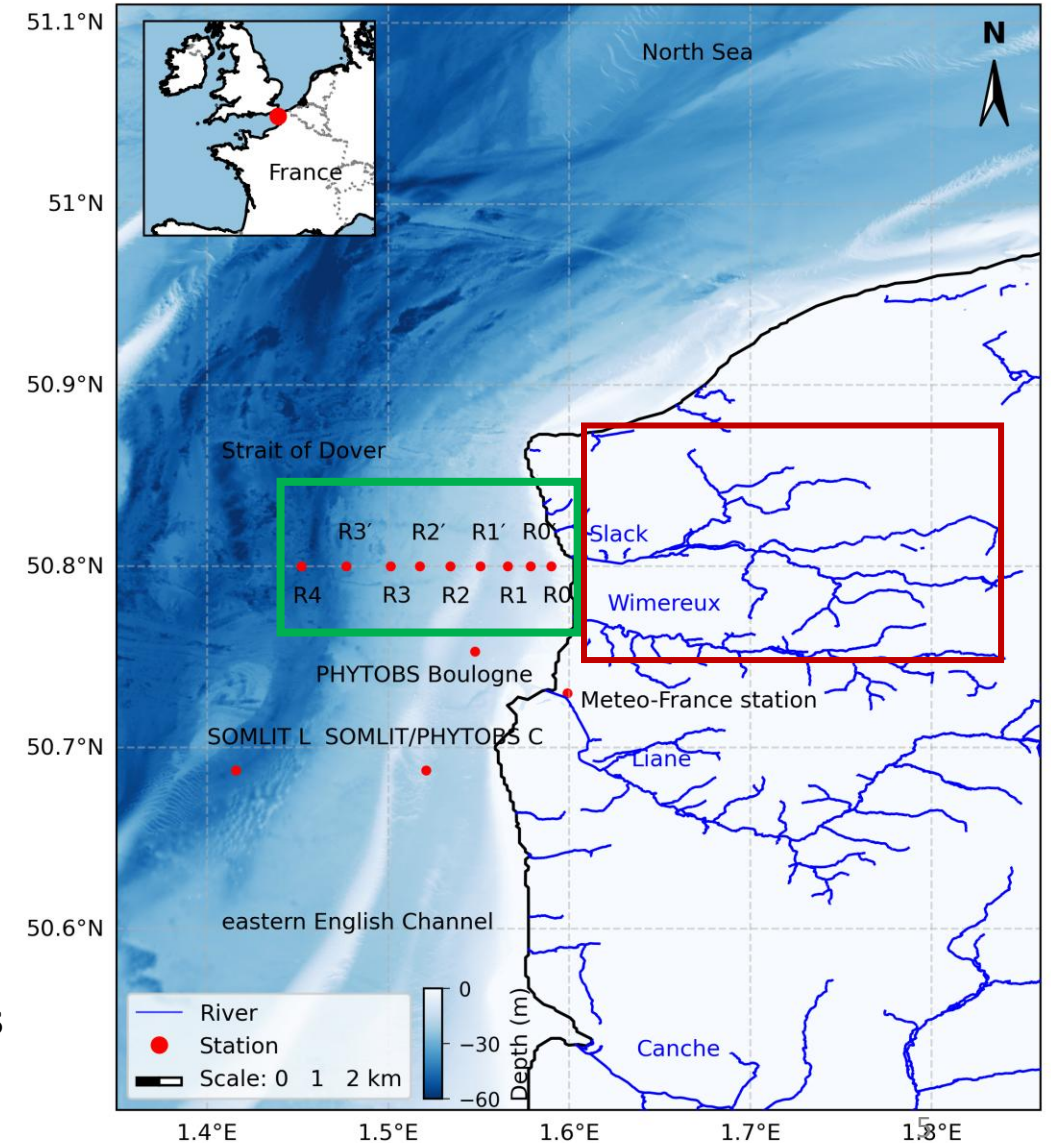 51.1°N
North Sea
N
France
51°N
50.9°N
Strait of Dover
R3′ R2′ R1′ R0′
Slack
50.8°N
R4 R3 R2 R1 R0
Wimereux
PHYTOBS Boulogne
Meteo-France station
SOMLIT L SOMLIT/PHYTOBS C
50.7°N
Liane
50.6°N
eastern English Channel
River
Station
Scale: 0 1 2 km
0
−30
−60
Depth (m)
Canche
1.4°E 1.5°E 1.6°E 1.7°E 1.8°E